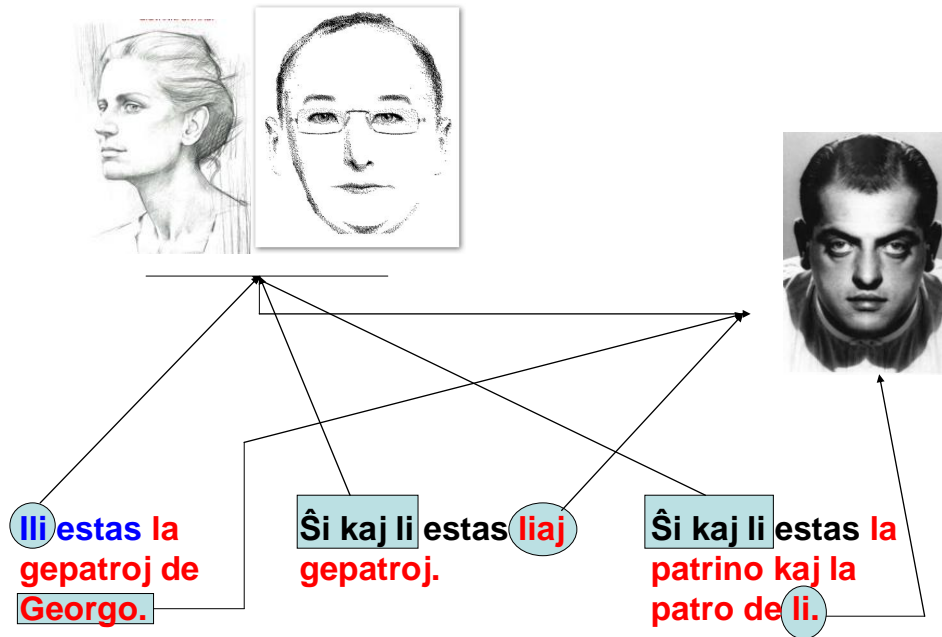 Ili estas la
gepatroj de
Georgo.
Ŝi kaj li estas liaj
gepatroj.
Ŝi kaj li estas la
patrino kaj la
patro de li.